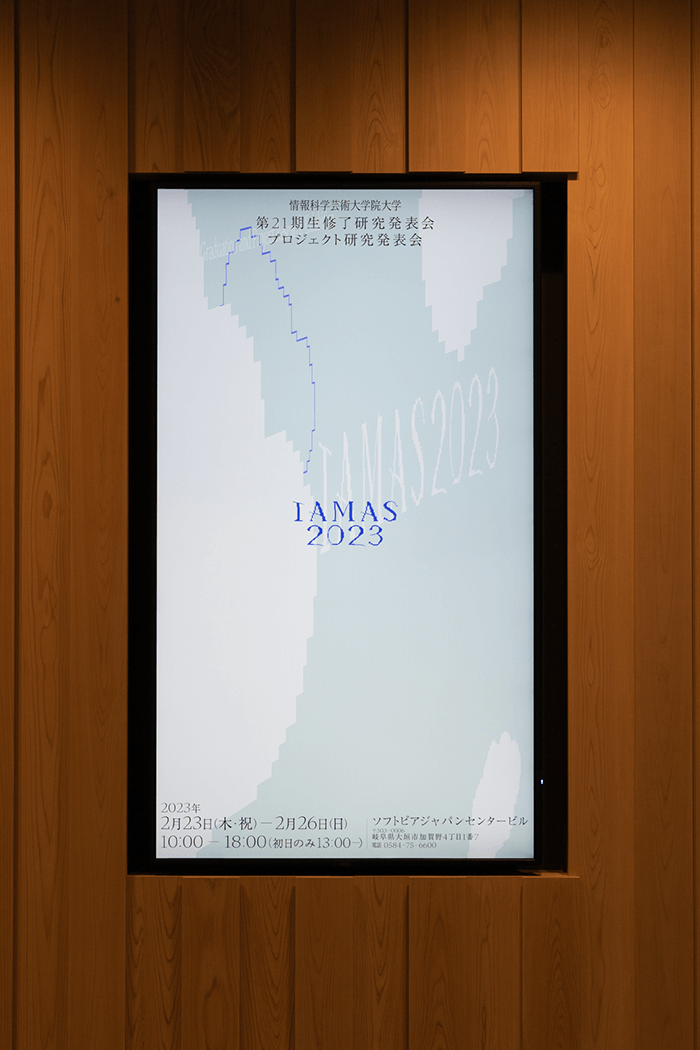 情報科学芸術大学院大学
第21期生修了研究発表会
プロジェクト研究発表会
IAMAS2023
IAMAS
2023
2023年
2月23日(木・祝)—2月26日(日)
10:00 — 18:00(初日のみ13:00—)
ソフトピアジャパンセンタービル
〒503-0006
岐阜県大垣市加賀野4丁目1番7
電話 0584-75-6600